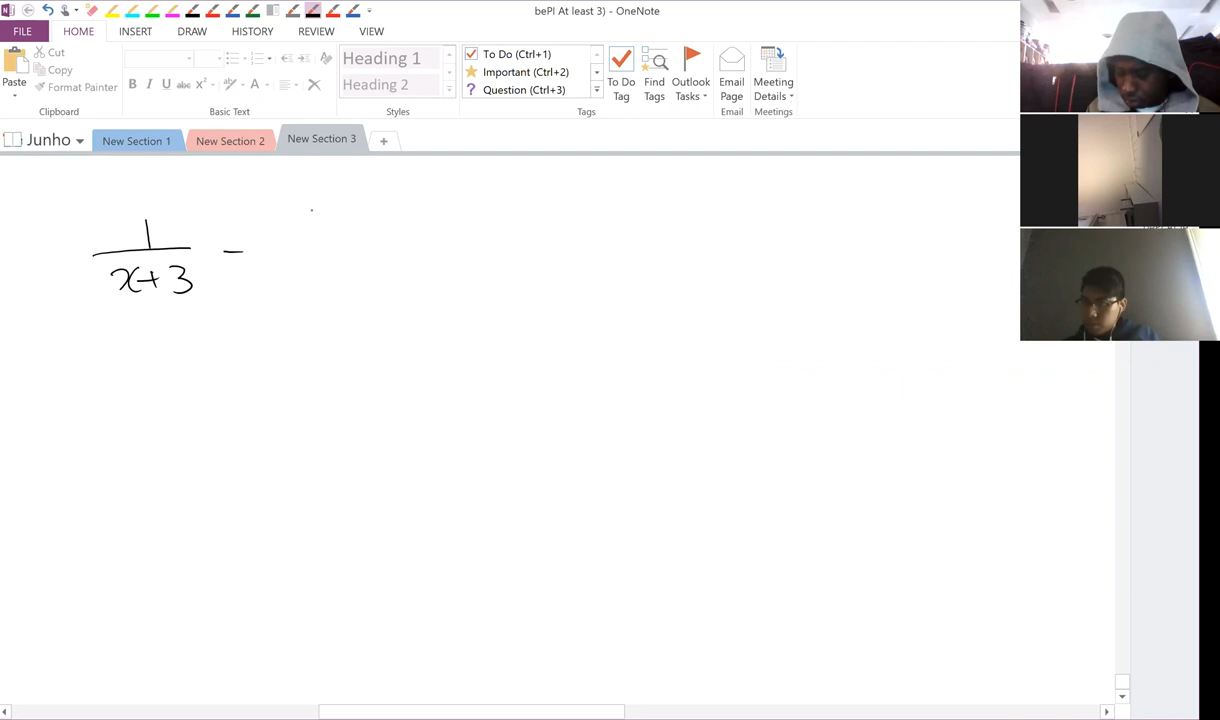 bePI At least 3) - OneNote
FILE HOME INSERT DRAW HISTORY REVIEW VIEW
Paste
Cut
Copy
Format Painter
Clipboard
B I U abc X² A
Basic Text
Heading 1
Heading 2
Styles
To Do (Ctrl+1)
Important (Ctrl+2)
? Question (Ctrl+3)
To Do Tag
Find Tags
Outlook Tasks
Tags
Email Page
Email
Meeting Details
Meetings
Junho New Section 1 New Section 2 New Section 3 +
1
x+3 –